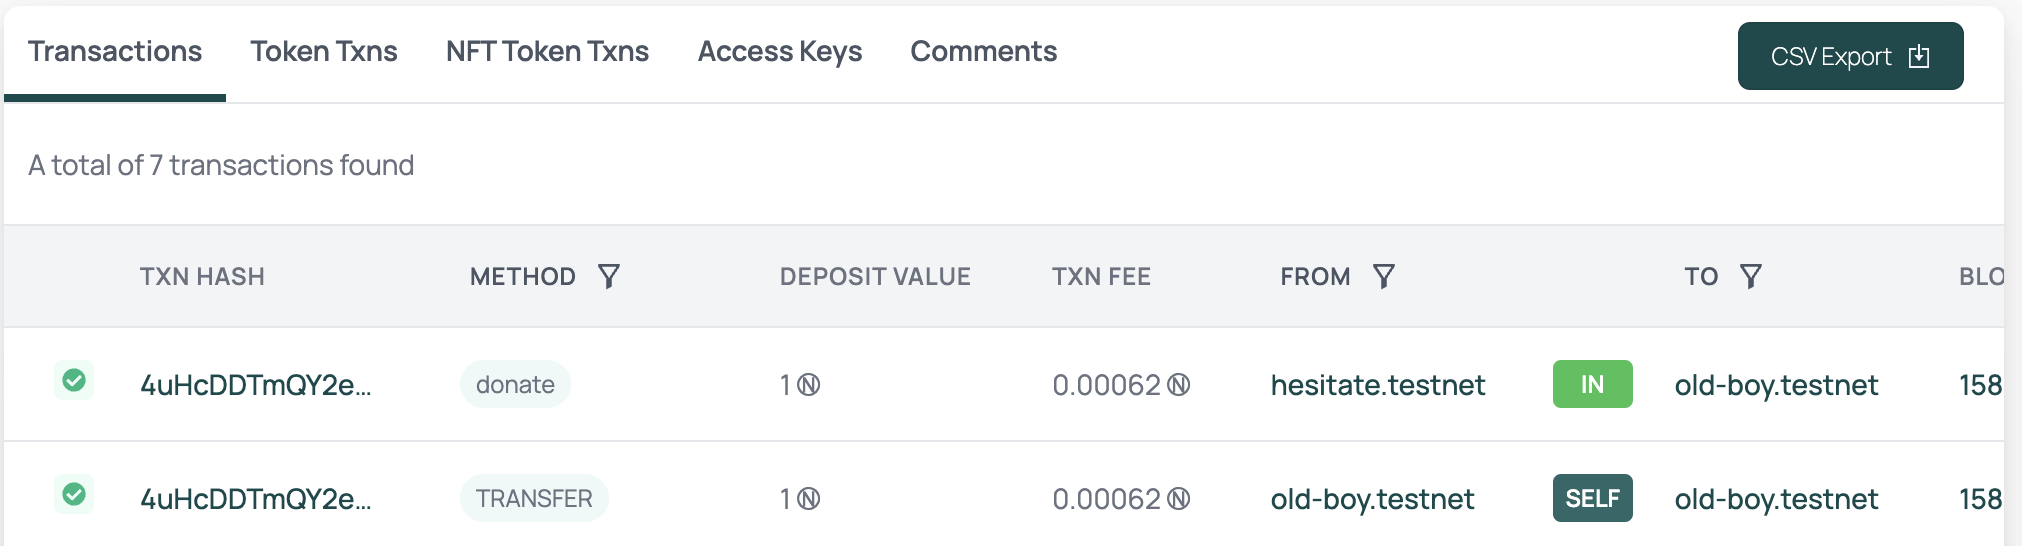 Transactions Token Txns NFT Token Txns Access Keys Comments CSV Export
A total of 7 transactions found
TXN HASH METHOD DEPOSIT VALUE TXN FEE FROM TO BLO
4uHcDDTmQY2e... donate 1 Ⓝ 0.00062 Ⓝ hesitate.testnet IN old-boy.testnet 158
4uHcDDTmQY2e... TRANSFER 1 Ⓝ 0.00062 Ⓝ old-boy.testnet SELF old-boy.testnet 158